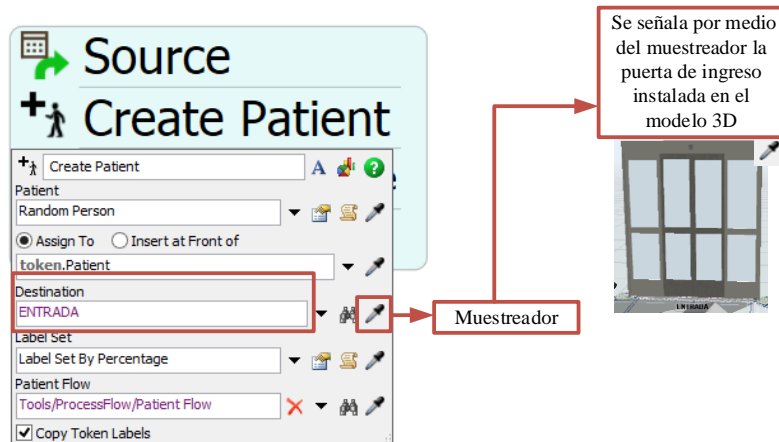 Source
Create Patient
Create Patient
A
?
Patient
Random Person
Assign To
Insert at Front of
token.Patient
Destination
ENTRADA
Label Set
Label Set By Percentage
Patient Flow
Tools/ProcessFlow/Patient Flow
Copy Token Labels
Muestreador
Se señala por medio
del muestreador la
puerta de ingreso
instalada en el
modelo 3D
ENTRADA